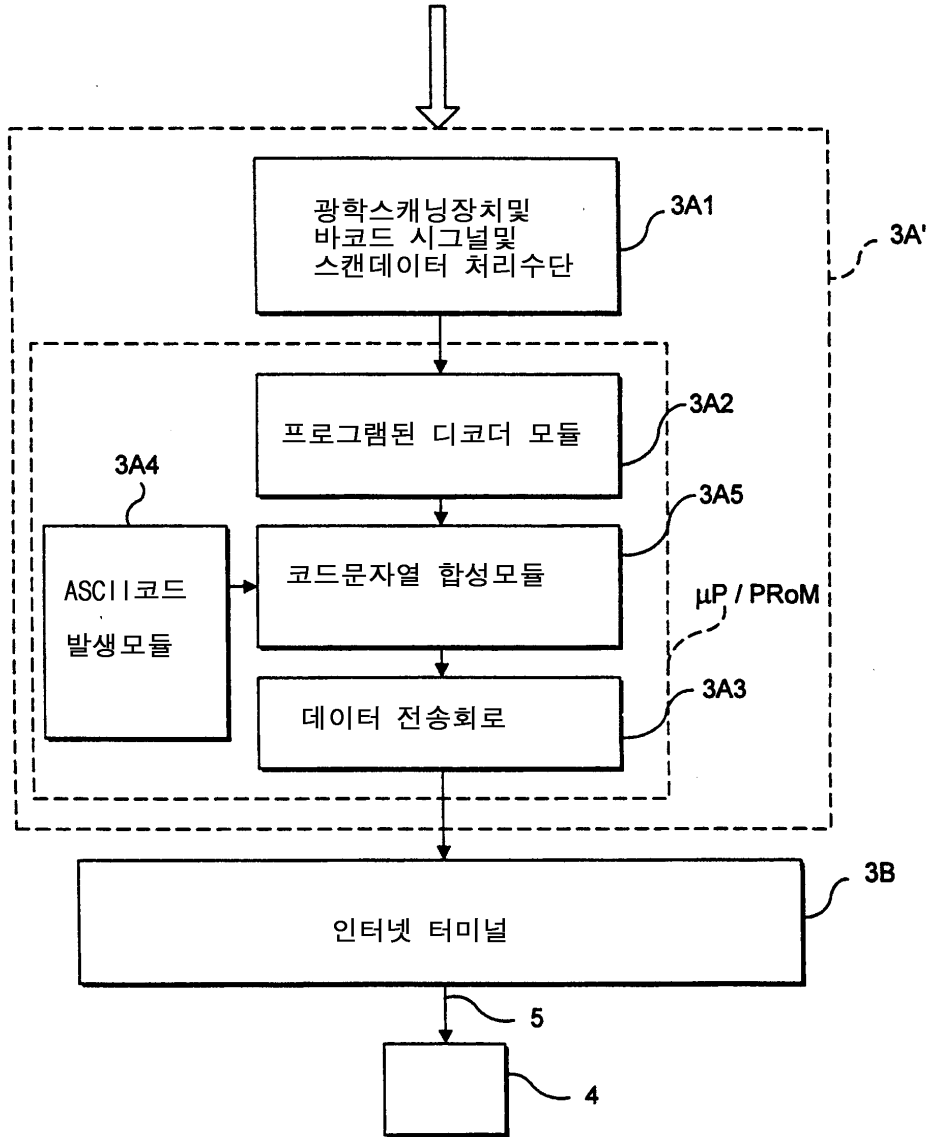 광학스캐닝장치및
바코드 시그널및
스캔데이터 처리수단
3A1
3A'
프로그램된 디코더 모듈
3A2
3A4
3A5
ASCII코드
발생모듈
코드문자열 합성모듈
μP / PRoM
데이터 전송회로
3A3
인터넷 터미널
3B
5
4